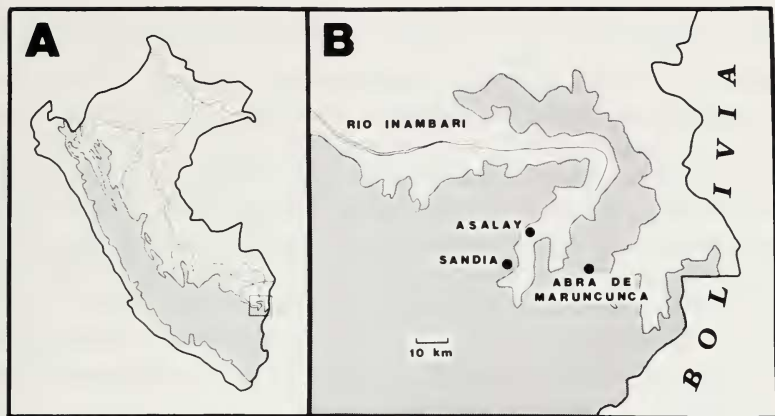 A
B
RIO INAMBARI
ASALAY
SANDIA
ABRA DE
MARUNCUNCA
10 km
BOLIVIA